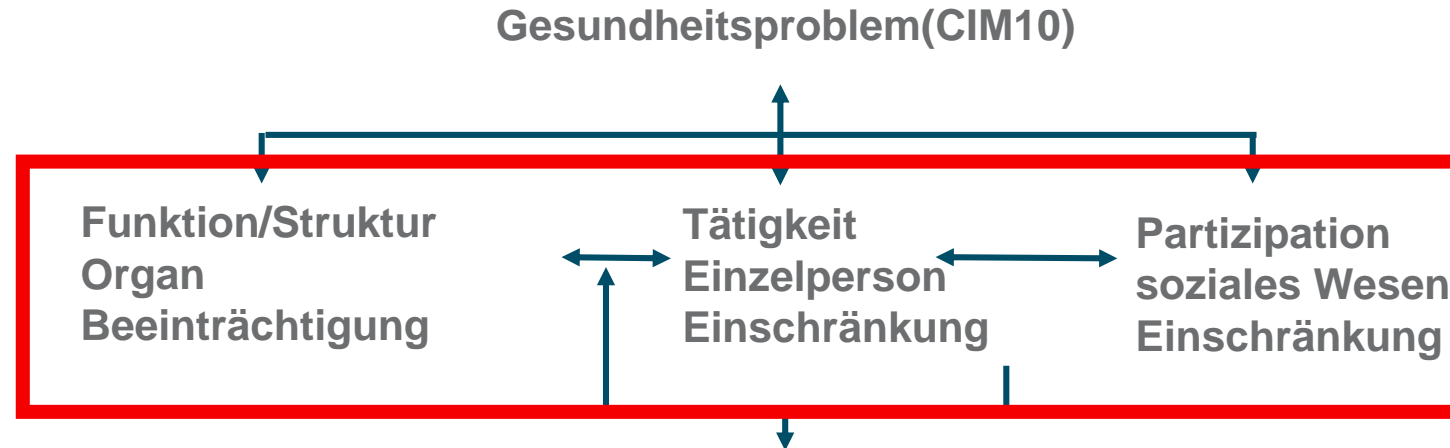 Gesundheitsproblem(CIM10)
Funktion/Struktur
Organ
Beeinträchtigung
Tätigkeit
Einzelperson
Einschränkung
Partizipation
soziales Wesen
Einschränkung